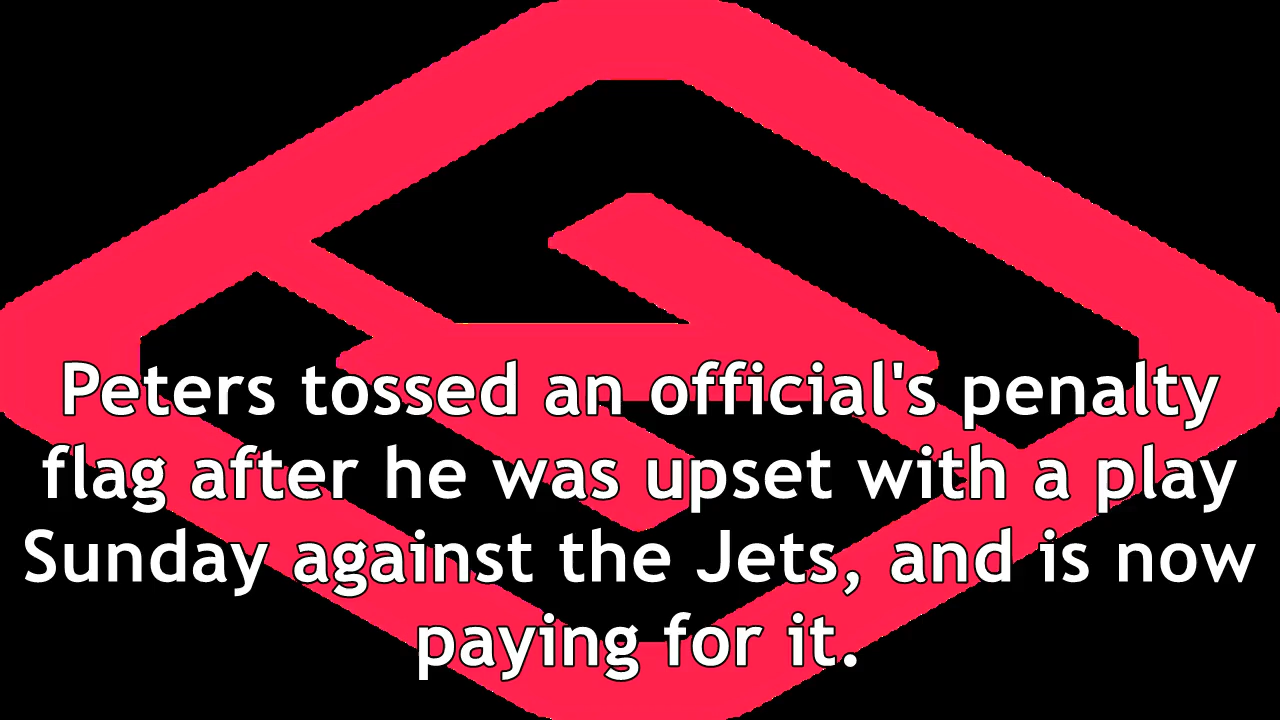 Peters tossed an official's penalty
flag after he was upset with a play
Sunday against the Jets, and is now
paying for it.